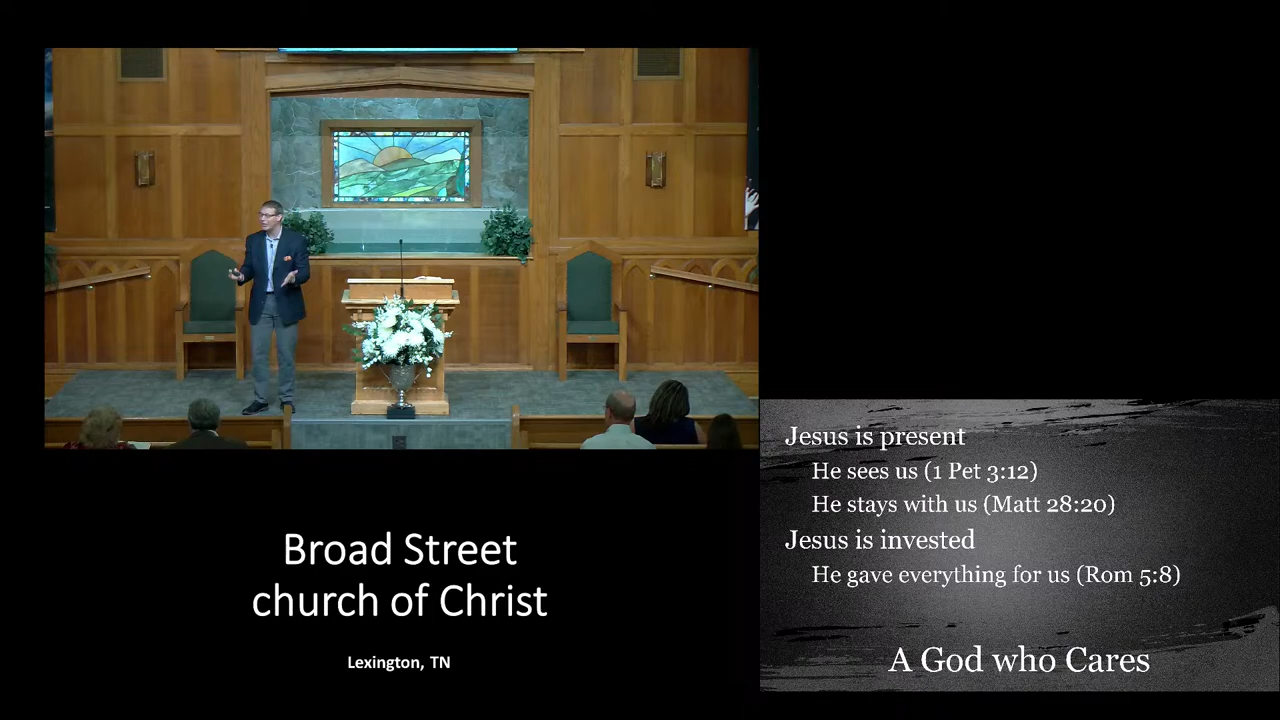 Broad Street
church of Christ
Lexington, TN
Jesus is present
He sees us (1 Pet 3:12)
He stays with us (Matt 28:20)
Jesus is invested
He gave everything for us (Rom 5:8)
A God who Cares